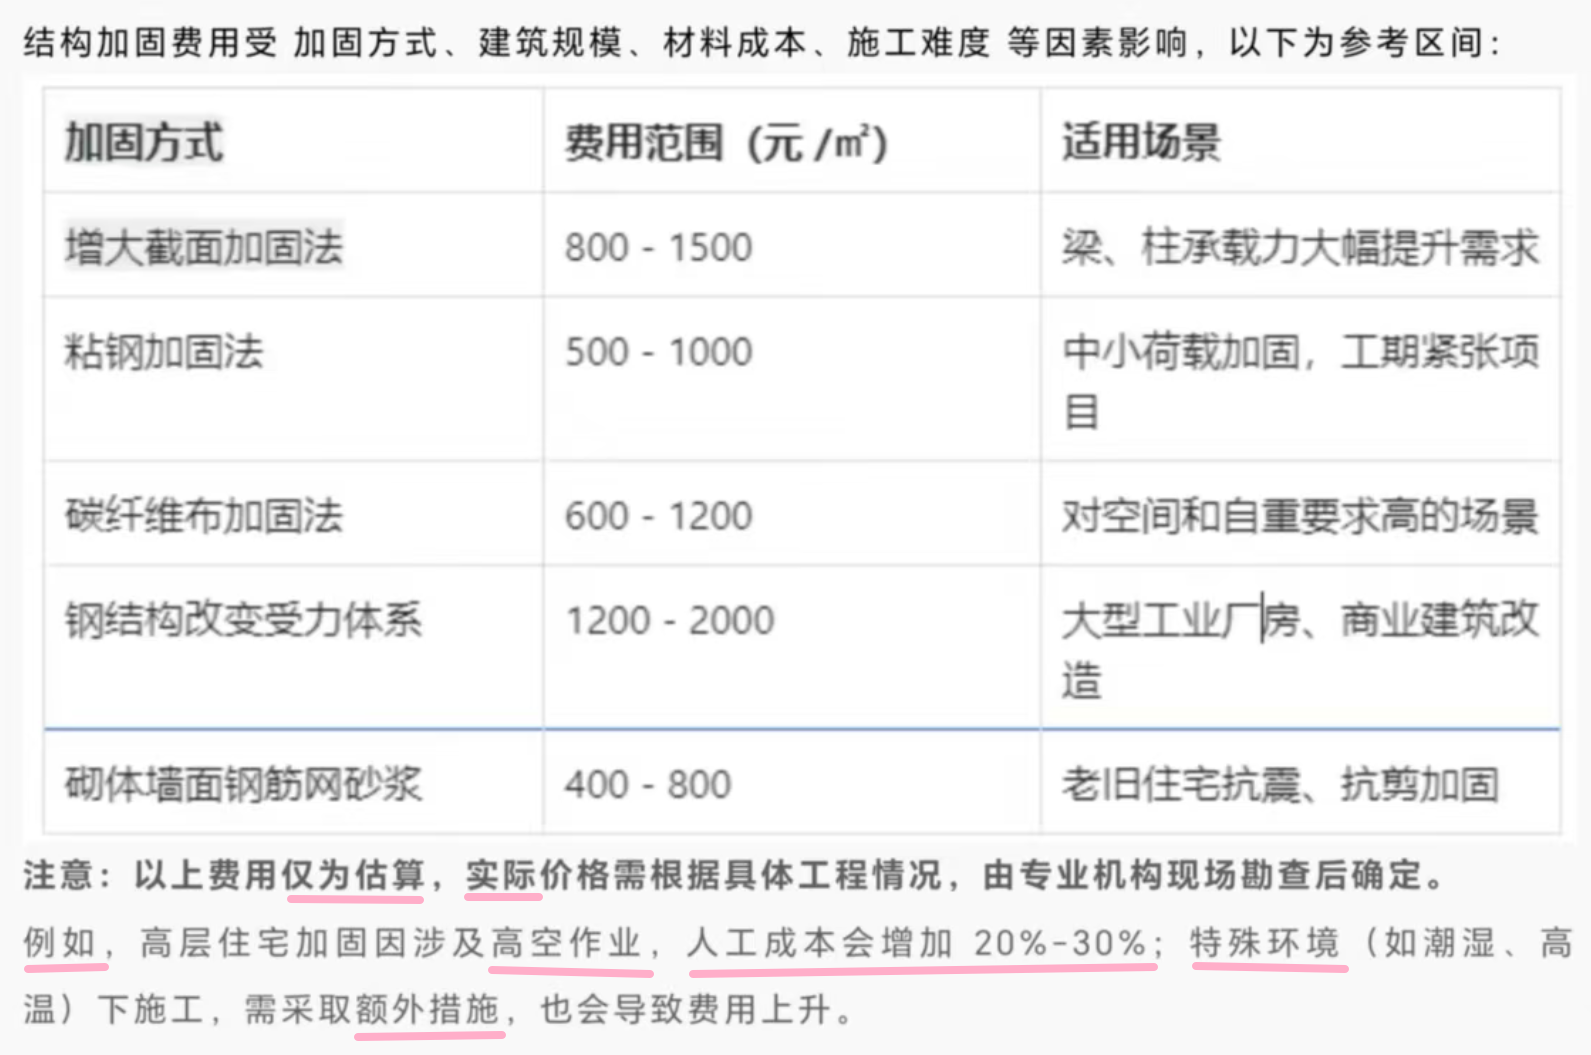 结构加固费用受 加固方式、建筑规模、材料成本、施工难度 等因素影响，以下为参考区间：
加固方式 费用范围（元 /㎡） 适用场景
增大截面加固法 800 - 1500 梁、柱承载力大幅提升需求
粘钢加固法 500 - 1000 中小荷载加固，工期紧张项
目
碳纤维布加固法 600 - 1200 对空间和自重要求高的场景
钢结构改变受力体系 1200 - 2000 大型工业厂房、商业建筑改
造
砌体墙面钢筋网砂浆 400 - 800 老旧住宅抗震、抗剪加固
注意：以上费用仅为估算，实际价格需根据具体工程情况，由专业机构现场勘查后确定。
例如，高层住宅加固因涉及高空作业，人工成本会增加 20%-30%；特殊环境（如潮湿、高
温）下施工，需采取额外措施，也会导致费用上升。